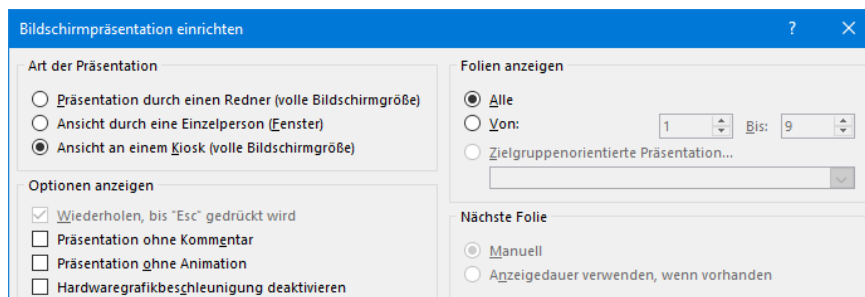 Bildschirmpräsentation einrichten ? ×
Art der Präsentation
Präsentation durch einen Redner (volle Bildschirmgröße)
Ansicht durch eine Einzelperson (Fenster)
Ansicht an einem Kiosk (volle Bildschirmgröße)
Optionen anzeigen
Wiederholen, bis "Esc" gedrückt wird
Präsentation ohne Kommentar
Präsentation ohne Animation
Hardwaregrafikbeschleunigung deaktivieren
Folien anzeigen
Alle
Von: 1 Bis: 9
Zielgruppenorientierte Präsentation...
Nächste Folie
Manuell
Anzeigedauer verwenden, wenn vorhanden